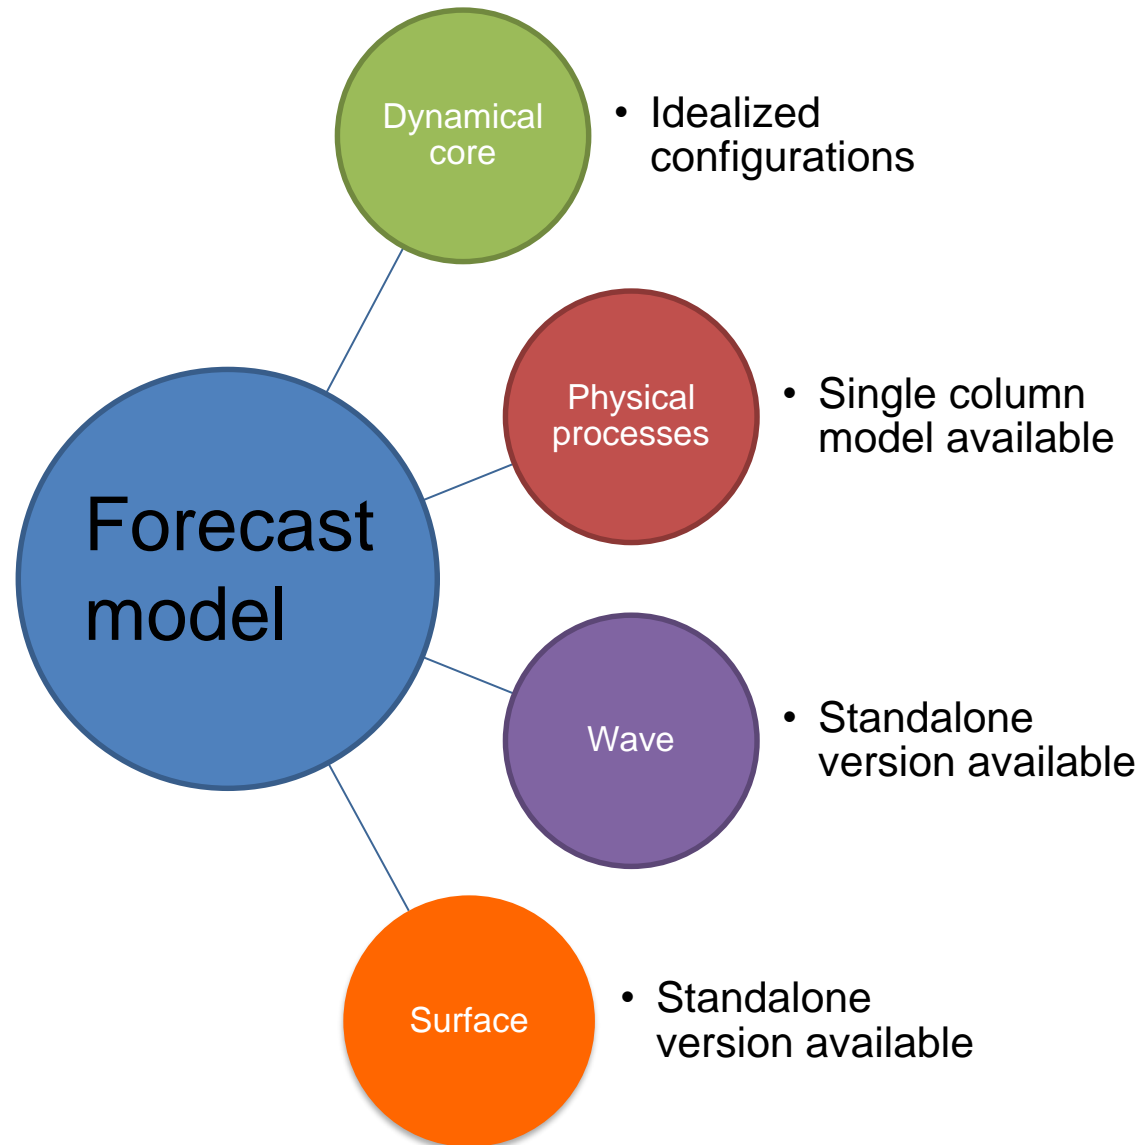 Dynamical
core
• Idealized
configurations
Physical
processes
• Single column
model available
Forecast
model
Wave
• Standalone
version available
Surface
• Standalone
version available